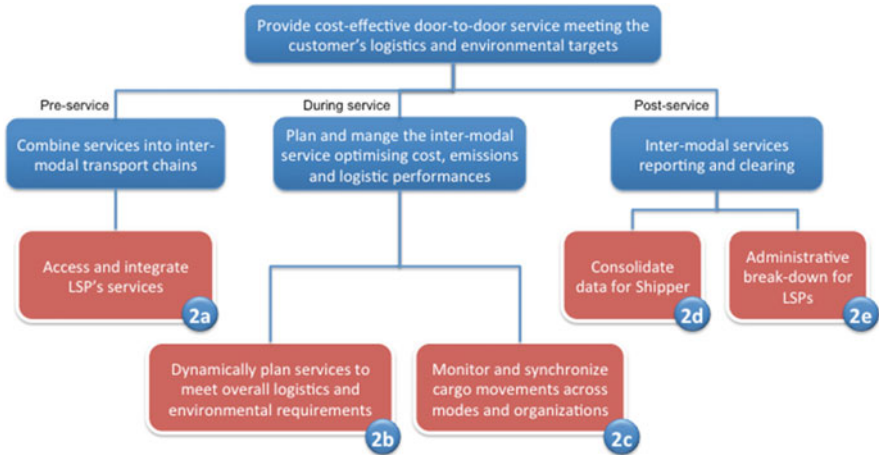 Provide cost-effective door-to-door service meeting the
customer's logistics and environmental targets
Pre-service
During service
Post-service
Combine services into inter-
modal transport chains
Plan and mange the inter-modal
service optimising cost, emissions
and logistic performances
Inter-modal services
reporting and clearing
Access and integrate
LSP's services
2a
Consolidate
data for Shipper
2d
Administrative
break-down for
LSPs
2e
Dynamically plan services to
meet overall logistics and
environmental requirements
2b
Monitor and synchronize
cargo movements across
modes and organizations
2c